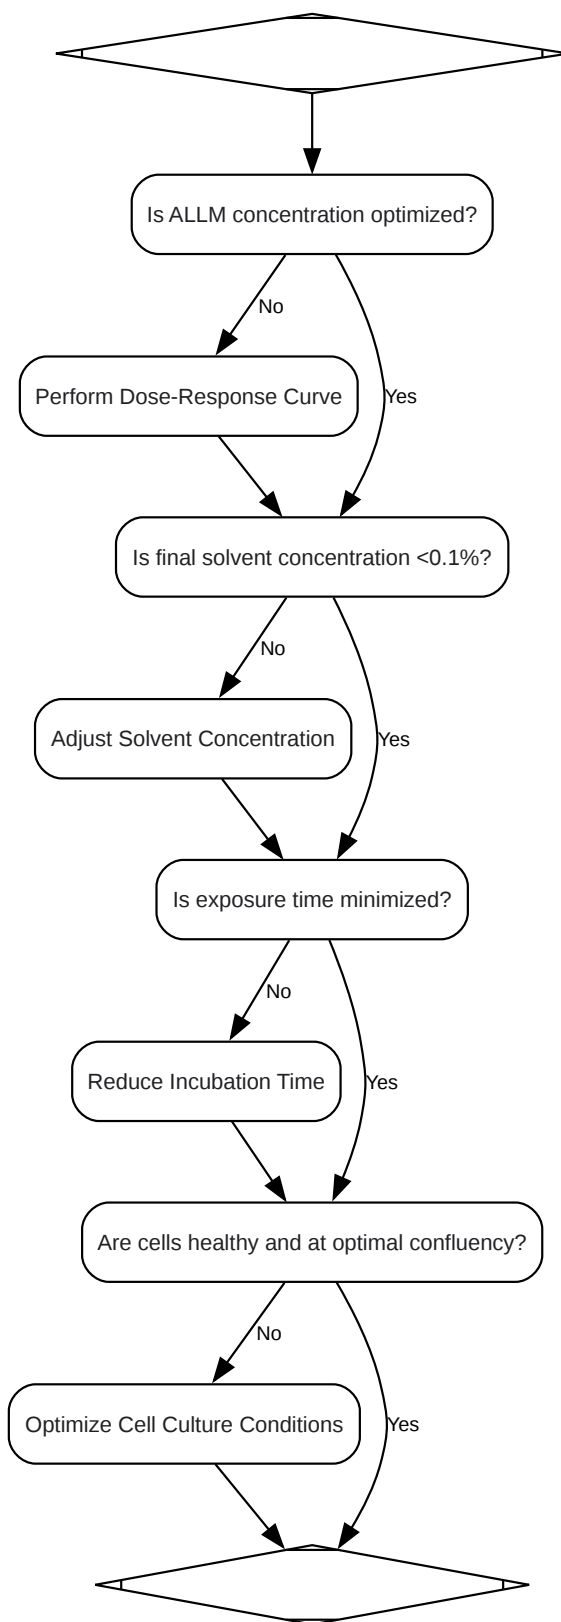 Is ALLM concentration optimized?
No
Perform Dose-Response Curve
Yes
Is final solvent concentration <0.1%?
No
Adjust Solvent Concentration
Yes
Is exposure time minimized?
No
Reduce Incubation Time
Yes
Are cells healthy and at optimal confluency?
No
Optimize Cell Culture Conditions
Yes